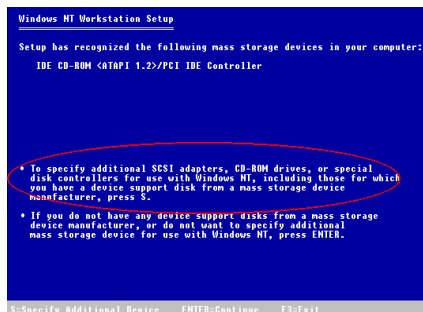 Windows NT Workstation Setup
Setup has recognized the following mass storage devices in your computer:
IDE CD-ROM (ATAPI 1.2)/PCI IDE Controller
• To specify additional SCSI adapters, CD-ROM drives, or special
disk controllers for use with Windows NT, including those for which
you have a device support disk from a mass storage device
manufacturer, press S.
• If you do not have any device support disks from a mass storage
device manufacturer, or do not want to specify additional
mass storage device for use with Windows NT, press ENTER.
S=Specify Additional Device ENTER=Continue F3=Exit